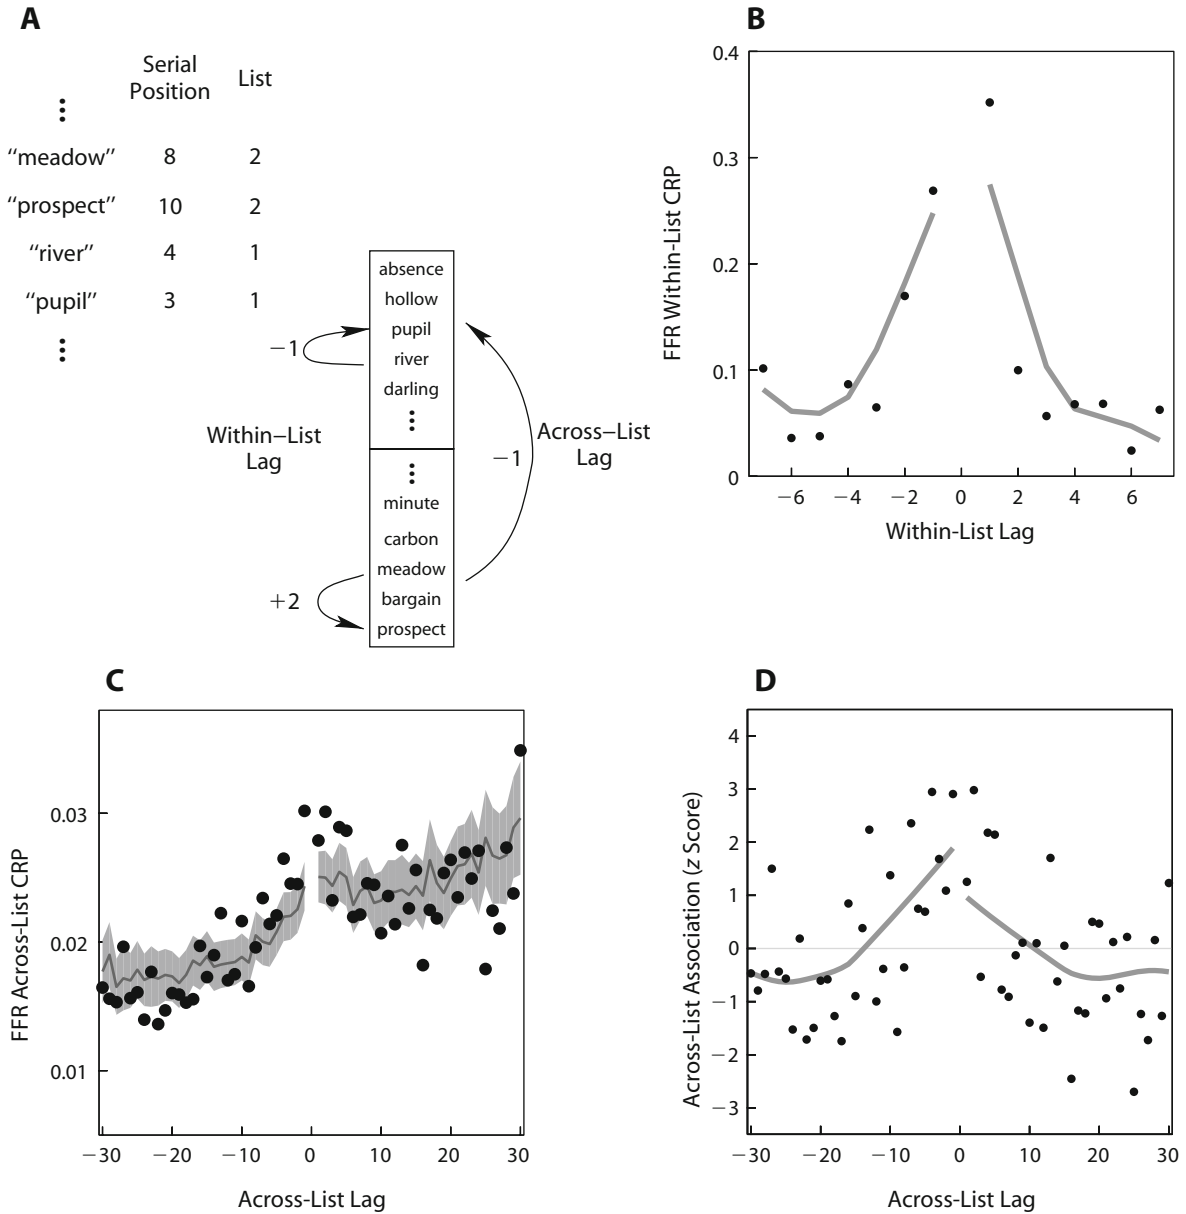 A
Serial
Position
List
“meadow” 8 2
“prospect” 10 2
“river” 4 1
“pupil” 3 1
absence
hollow
pupil
river
darling
minute
carbon
meadow
bargain
prospect
−1
Within–List
Lag
+2
−1
Across–List
Lag
B
FFR Within-List CRP
0.4
0.3
0.2
0.1
0
−6 −4 −2 0 2 4 6
Within-List Lag
C
FFR Across-List CRP
0.03
0.02
0.01
−30 −20 −10 0 10 20 30
Across-List Lag
D
Across-List Association (z Score)
4
3
2
1
0
−1
−2
−3
−30 −20 −10 0 10 20 30
Across-List Lag